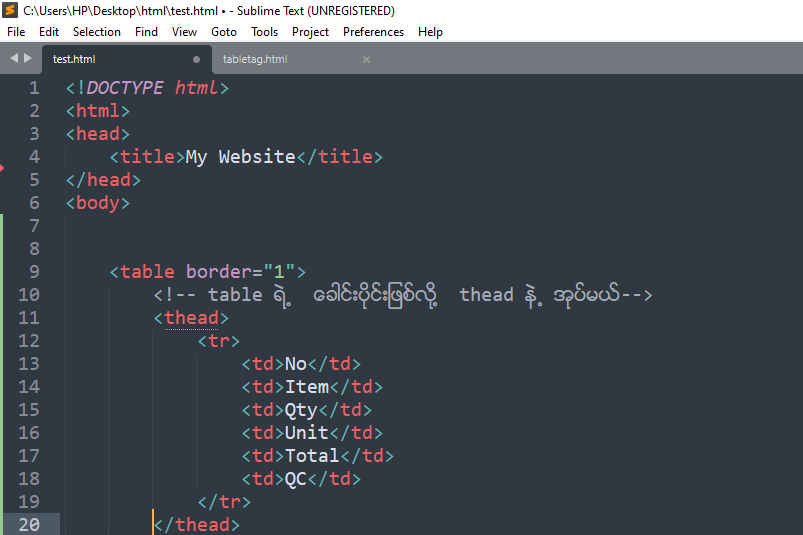 C:\Users\HP\Desktop\html\test.html • - Sublime Text (UNREGISTERED)
File Edit Selection Find View Goto Tools Project Preferences Help
test.html tabletag.html
1 <!DOCTYPE html>
2 <html>
3 <head>
4 <title>My Website</title>
5 </head>
6 <body>
7
8
9 <table border="1">
10 <!-- table ရဲ့ ခေါင်းပိုင်းဖြစ်လို့ thead နဲ့ အုပ်မယ်-->
11 <thead>
12 <tr>
13 <td>No</td>
14 <td>Item</td>
15 <td>Qty</td>
16 <td>Unit</td>
17 <td>Total</td>
18 <td>QC</td>
19 </tr>
20 </thead>